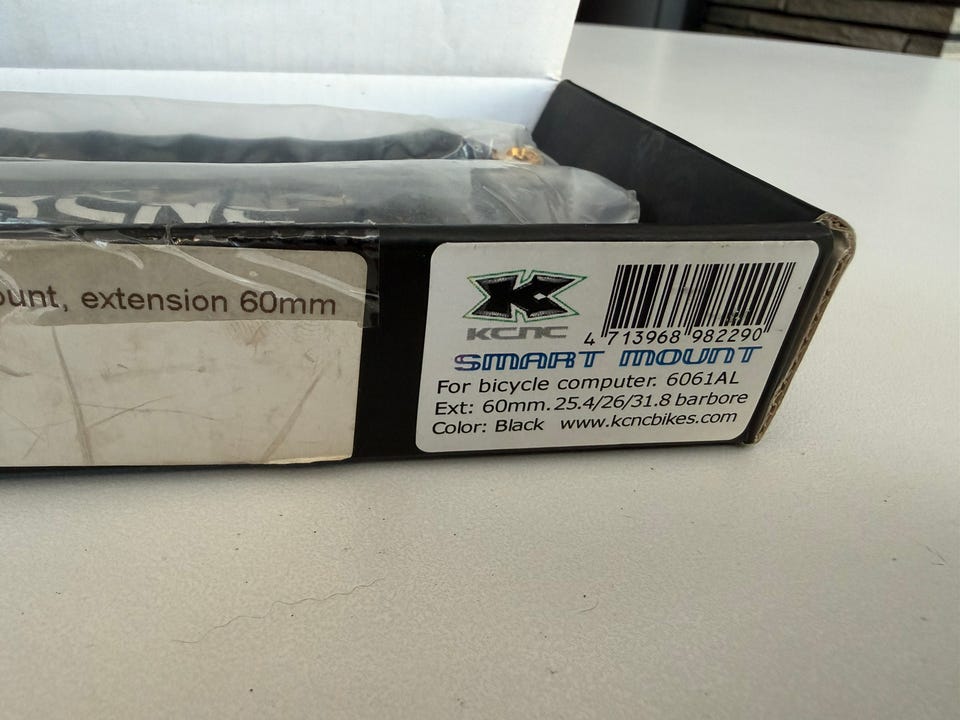 KCNC
ount, extension 60mm
KCNC
4 713968 982290
SMART MOUNT
For bicycle computer. 6061AL
Ext: 60mm. 25.4/26/31.8 barbore
Color: Black www.kcncbikes.com